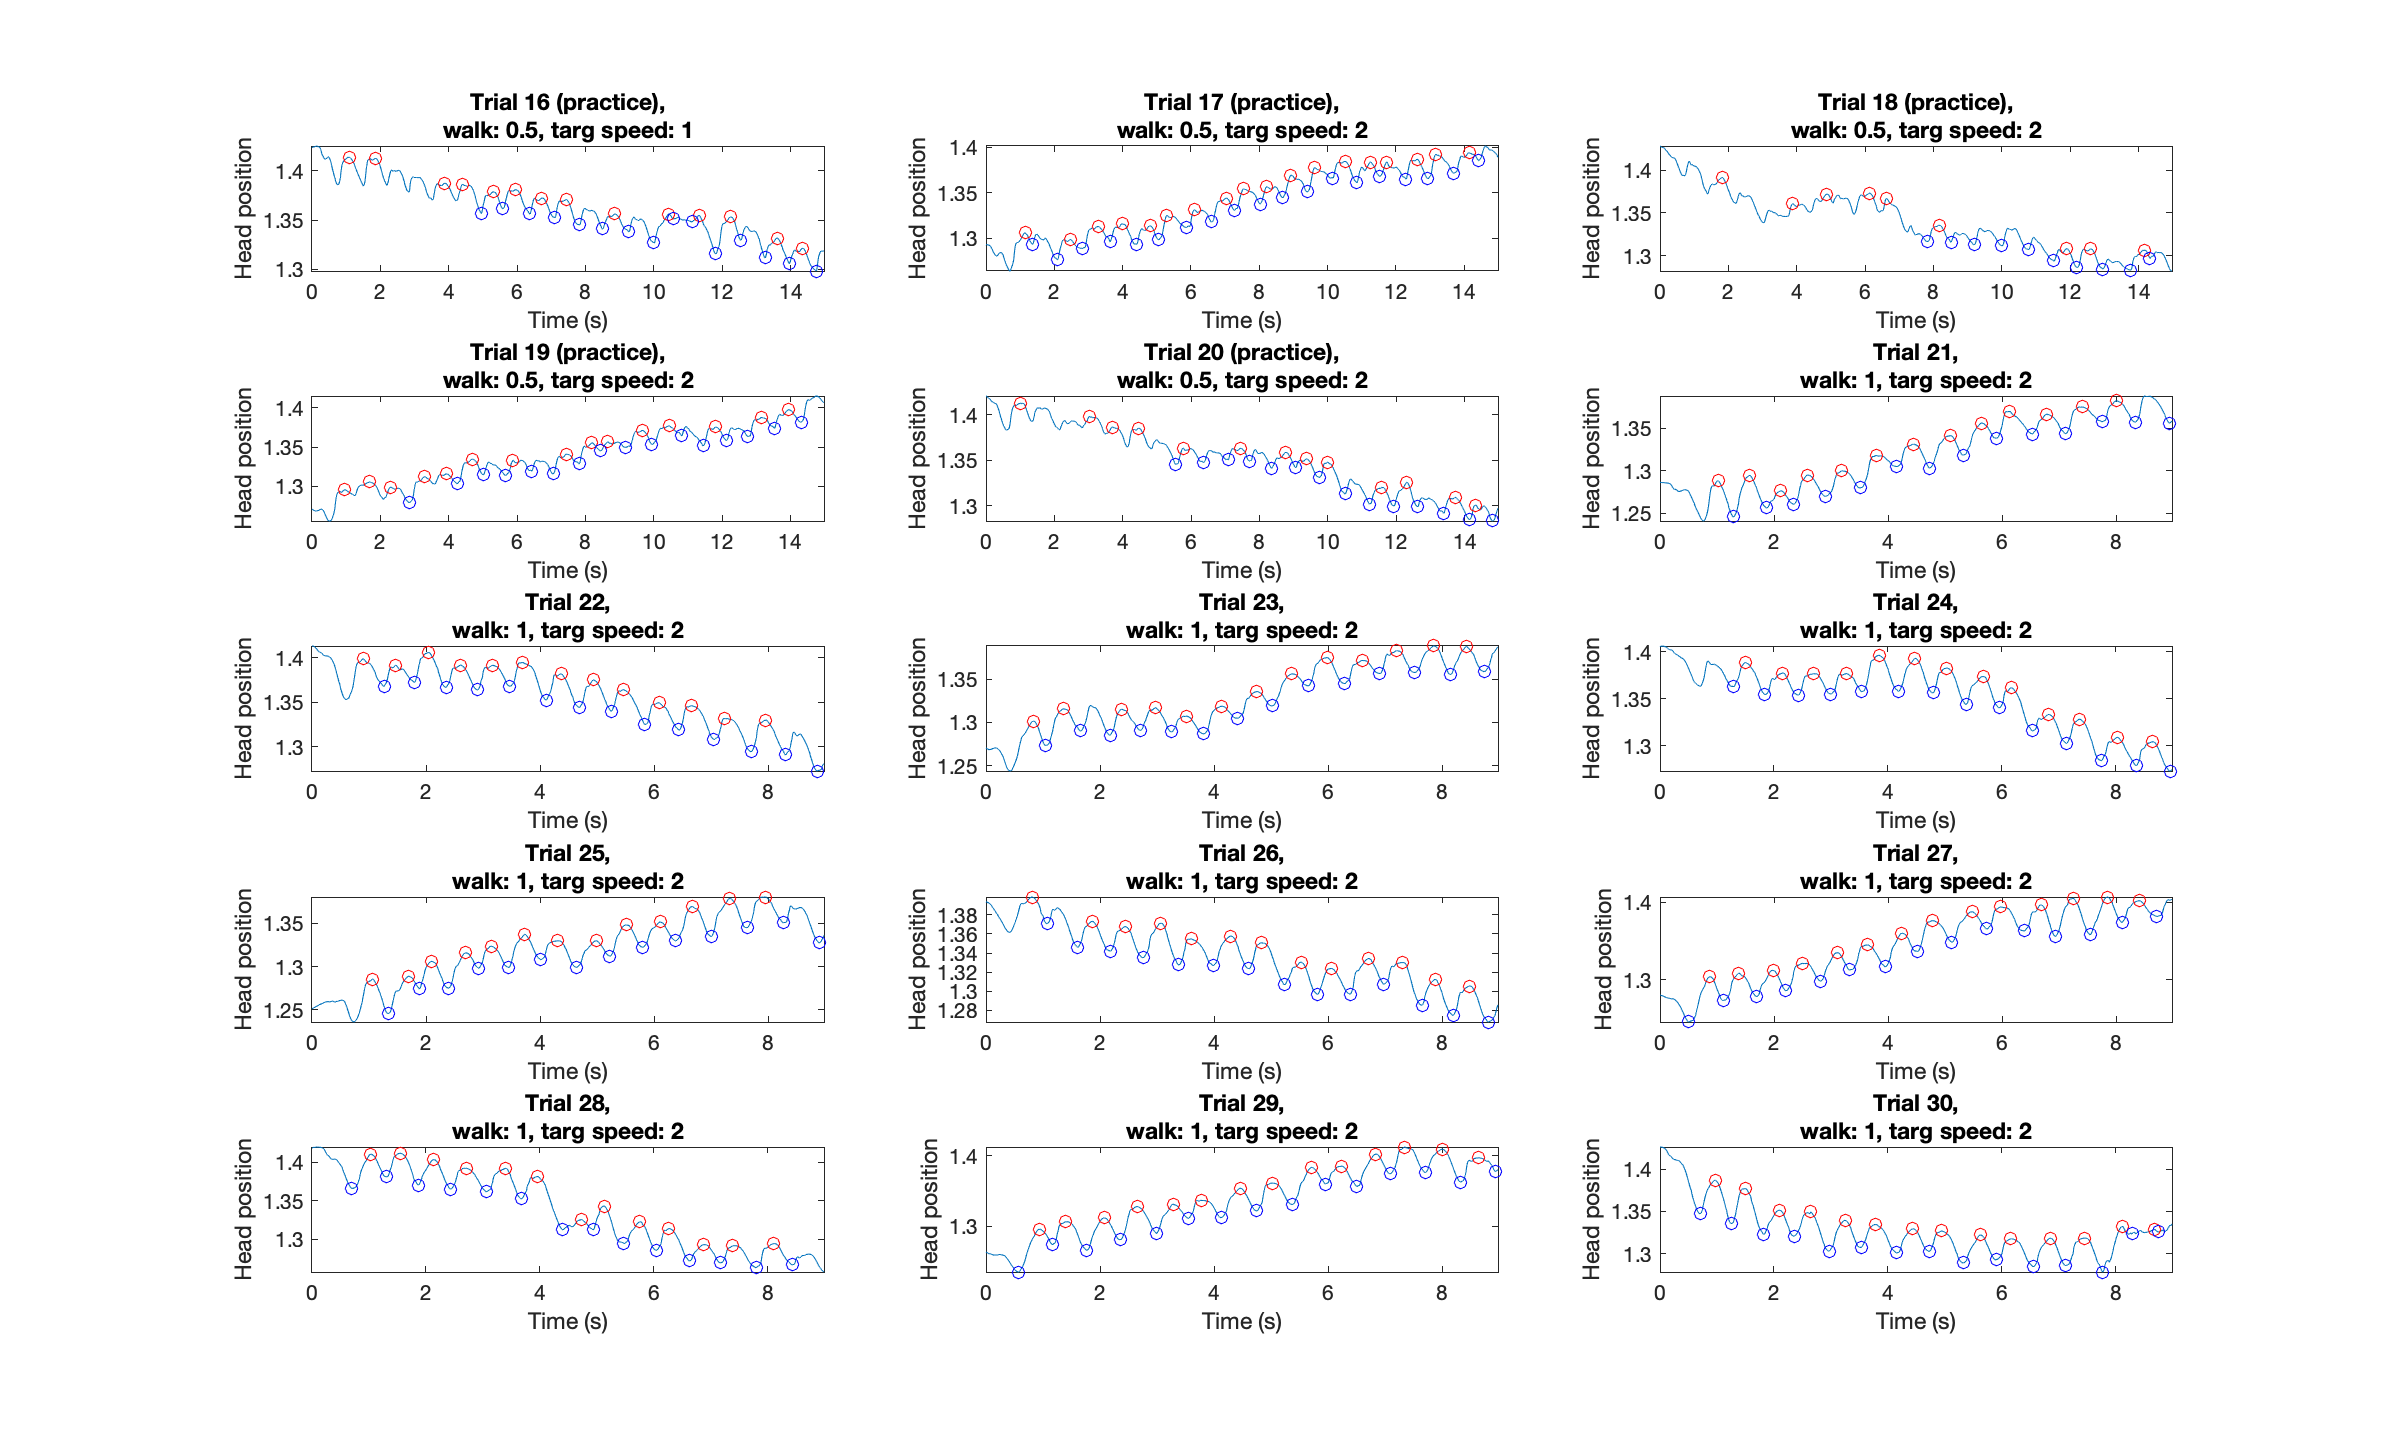 Trial 16 (practice),
walk: 0.5, targ speed: 1
Head position
1.4
1.35
1.3
0 2 4 6 8 10 12 14
Time (s)
Trial 17 (practice),
walk: 0.5, targ speed: 2
Head position
1.4
1.35
1.3
0 2 4 6 8 10 12 14
Time (s)
Trial 18 (practice),
walk: 0.5, targ speed: 2
Head position
1.4
1.35
1.3
0 2 4 6 8 10 12 14
Time (s)
Trial 19 (practice),
walk: 0.5, targ speed: 2
Head position
1.4
1.35
1.3
0 2 4 6 8 10 12 14
Time (s)
Trial 20 (practice),
walk: 0.5, targ speed: 2
Head position
1.4
1.35
1.3
0 2 4 6 8 10 12 14
Time (s)
Trial 21,
walk: 1, targ speed: 2
Head position
1.35
1.3
1.25
0 2 4 6 8
Time (s)
Trial 22,
walk: 1, targ speed: 2
Head position
1.4
1.35
1.3
0 2 4 6 8
Time (s)
Trial 23,
walk: 1, targ speed: 2
Head position
1.35
1.3
1.25
0 2 4 6 8
Time (s)
Trial 24,
walk: 1, targ speed: 2
Head position
1.4
1.35
1.3
0 2 4 6 8
Time (s)
Trial 25,
walk: 1, targ speed: 2
Head position
1.35
1.3
1.25
0 2 4 6 8
Time (s)
Trial 26,
walk: 1, targ speed: 2
Head position
1.38
1.36
1.34
1.32
1.3
1.28
0 2 4 6 8
Time (s)
Trial 27,
walk: 1, targ speed: 2
Head position
1.4
1.3
0 2 4 6 8
Time (s)
Trial 28,
walk: 1, targ speed: 2
Head position
1.4
1.35
1.3
0 2 4 6 8
Time (s)
Trial 29,
walk: 1, targ speed: 2
Head position
1.4
1.3
0 2 4 6 8
Time (s)
Trial 30,
walk: 1, targ speed: 2
Head position
1.4
1.35
1.3
0 2 4 6 8
Time (s)